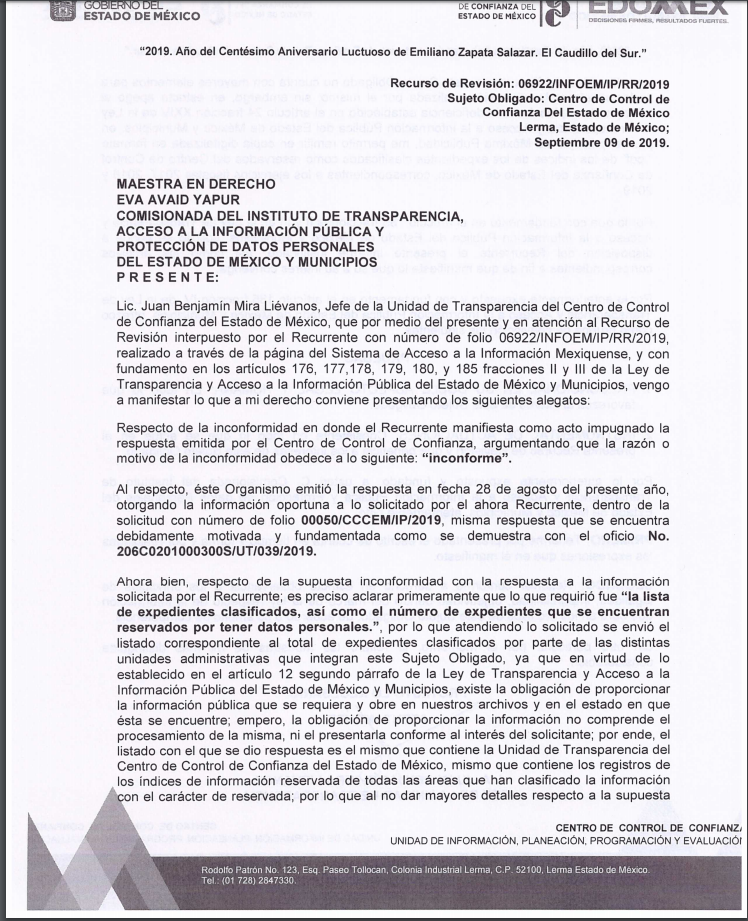 GOBIERNO DEL
ESTADO DE MÉXICO
DE CONFIANZA DEL
ESTADO DE MÉXICO
EDOMEX
DECISIONES FIRMES, RESULTADOS FUERTES.
"2019. Año del Centésimo Aniversario Luctuoso de Emiliano Zapata Salazar. El Caudillo del Sur."
Recurso de Revisión: 06922/INFOEM/IP/RR/2019
Sujeto Obligado: Centro de Control de
Confianza Del Estado de México
Lerma, Estado de México;
Septiembre 09 de 2019.
MAESTRA EN DERECHO
EVA AVAID YAPUR
COMISIONADA DEL INSTITUTO DE TRANSPARENCIA,
ACCESO A LA INFORMACIÓN PÚBLICA Y
PROTECCIÓN DE DATOS PERSONALES
DEL ESTADO DE MÉXICO Y MUNICIPIOS
P R E S E N T E:
Lic. Juan Benjamín Mira Liévanos, Jefe de la Unidad de Transparencia del Centro de Control
de Confianza del Estado de México, que por medio del presente y en atención al Recurso de
Revisión interpuesto por el Recurrente con número de folio 06922/INFOEM/IP/RR/2019,
realizado a través de la página del Sistema de Acceso a la Información Mexiquense, y con
fundamento en los artículos 176, 177,178, 179, 180, y 185 fracciones II y III de la Ley de
Transparencia y Acceso a la Información Pública del Estado de México y Municipios, vengo
a manifestar lo que a mi derecho conviene presentando los siguientes alegatos:
Respecto de la inconformidad en donde el Recurrente manifiesta como acto impugnado la
respuesta emitida por el Centro de Control de Confianza, argumentando que la razón o
motivo de la inconformidad obedece a lo siguiente: "inconforme".
Al respecto, éste Organismo emitió la respuesta en fecha 28 de agosto del presente año,
otorgando la información oportuna a lo solicitado por el ahora Recurrente, dentro de la
solicitud con número de folio 00050/CCCEM/IP/2019, misma respuesta que se encuentra
debidamente motivada y fundamentada como se demuestra con el oficio No.
206C0201000300S/UT/039/2019.
Ahora bien, respecto de la supuesta inconformidad con la respuesta a la información
solicitada por el Recurrente; es preciso aclarar primeramente que lo que requirió fue "la lista
de expedientes clasificados, así como el número de expedientes que se encuentran
reservados por tener datos personales.", por lo que atendiendo lo solicitado se envió el
listado correspondiente al total de expedientes clasificados por parte de las distintas
unidades administrativas que integran este Sujeto Obligado, ya que en virtud de lo
establecido en el artículo 12 segundo párrafo de la Ley de Transparencia y Acceso a la
Información Pública del Estado de México y Municipios, existe la obligación de proporcionar
la información pública que se requiera y obre en nuestros archivos y en el estado en que
ésta se encuentre; empero, la obligación de proporcionar la información no comprende el
procesamiento de la misma, ni el presentarla conforme al interés del solicitante; por ende, el
listado con el que se dio respuesta es el mismo que contiene la Unidad de Transparencia del
Centro de Control de Confianza del Estado de México, mismo que contiene los registros de
los índices de información reservada de todas las áreas que han clasificado la información
con el carácter de reservada; por lo que al no dar mayores detalles respecto a la supuesta
CENTRO DE CONTROL DE CONFIANZ
UNIDAD DE INFORMACIÓN, PLANEACIÓN, PROGRAMACIÓN Y EVALUACIÓ
Rodolfo Patrón No. 123, Esq. Paseo Tollocan, Colonia Industrial Lerma, C.P. 52100, Lerma Estado de México.
Tel.: (01 728) 2847330.